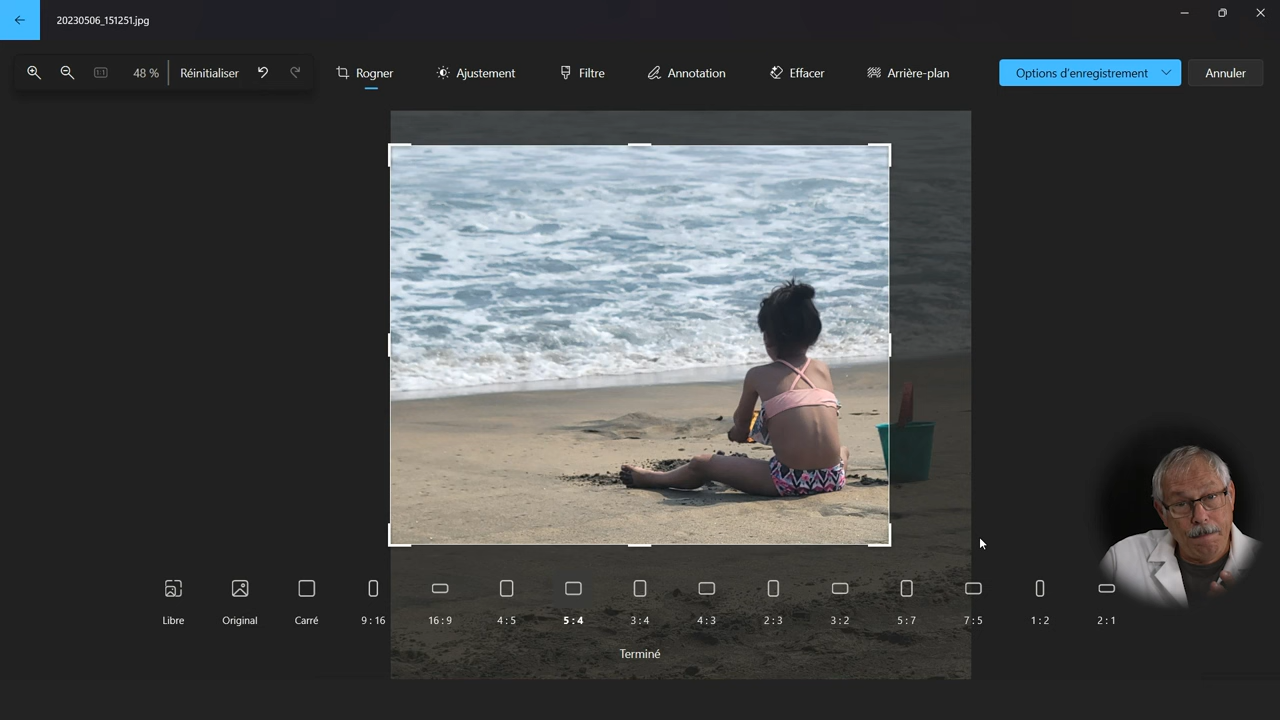 20230506_151251.jpg
48 %
Réinitialiser
Rogner
Ajustement
Filtre
Annotation
Effacer
Arrière-plan
Options d'enregistrement
Annuler
Libre
Original
Carré
9 : 16
16 : 9
4 : 5
5 : 4
3 : 4
4 : 3
2 : 3
3 : 2
5 : 7
7 : 5
1 : 2
2 : 1
Terminé